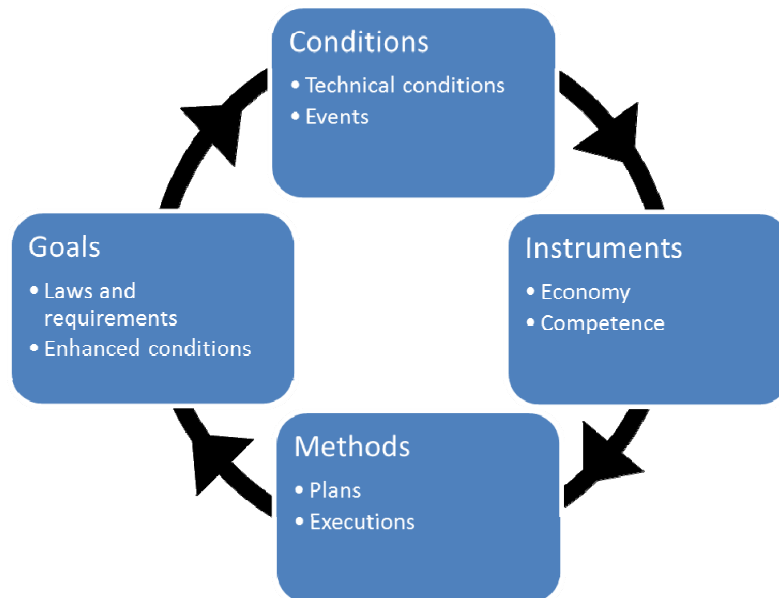 Conditions
• Technical conditions
• Events
Goals
• Laws and
requirements
• Enhanced conditions
Instruments
• Economy
• Competence
Methods
• Plans
• Executions